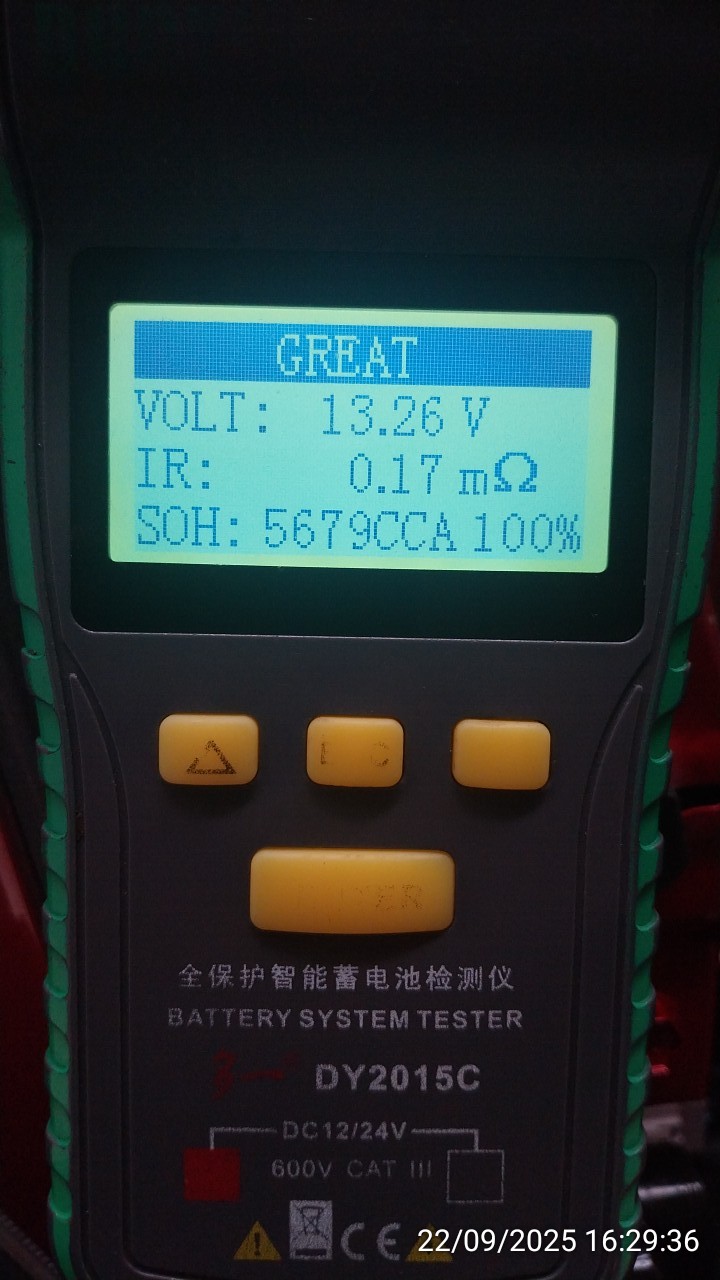 GREAT
VOLT: 13.26 V
IR: 0.17 mΩ
SOH: 5679CCA 100%
全保护智能蓄电池检测仪
BATTERY SYSTEM TESTER
DY2015C
DC12/24V
600V CAT III
CE
22/09/2025 16:29:36